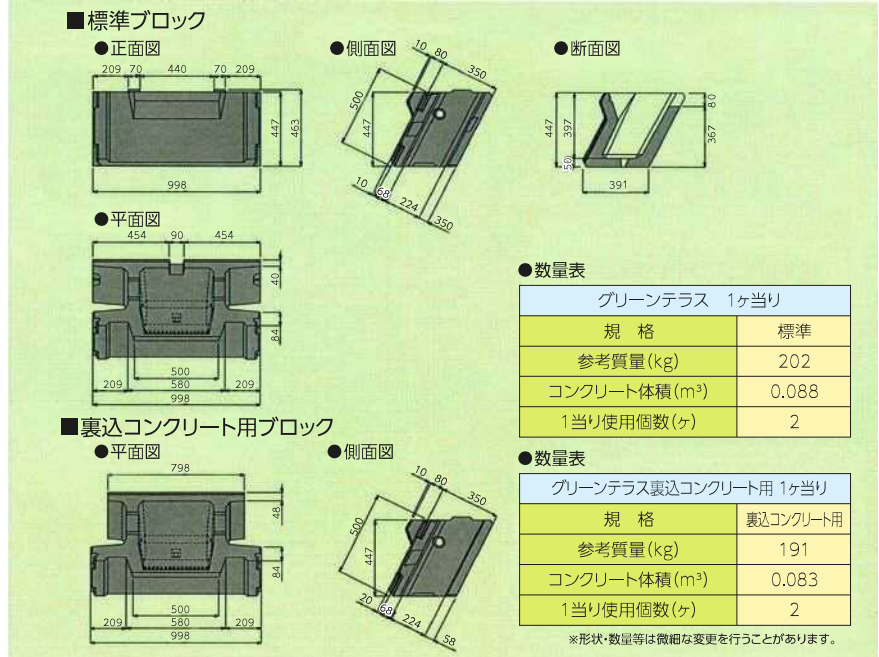 ■標準ブロック
●正面図
209 70 440 70 209
447
463
998
●側面図
10 80 350
500
447
10 68 224 350
●断面図
447
397
50
80
367
391
●平面図
454 90 454
40
84
500
209 580 209
998
●数量表
グリーンテラス 1ヶ当り
規 格 標準
参考質量(kg) 202
コンクリート体積(m³) 0.088
1当り使用個数(ヶ) 2
■裏込コンクリート用ブロック
●平面図
798
48
84
500
209 580 209
998
●側面図
10 80 350
500
447
20 68 224 58
●数量表
グリーンテラス裏込コンクリート用 1ヶ当り
規 格 裏込コンクリート用
参考質量(kg) 191
コンクリート体積(m³) 0.083
1当り使用個数(ヶ) 2
※形状・数量等は微細な変更を行うことがあります。